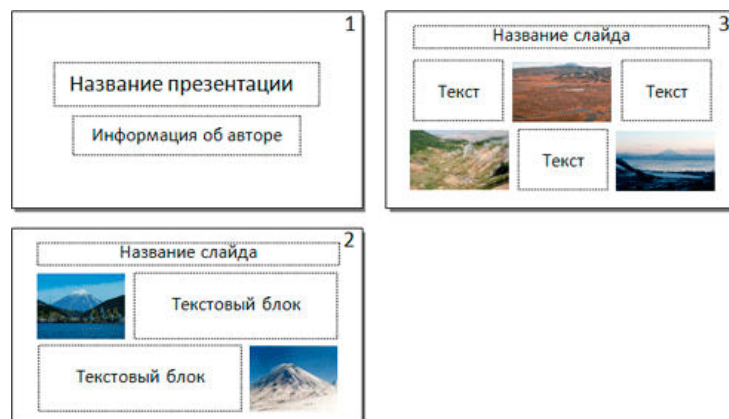 1
Название презентации
Информация об авторе
2
Название слайда
Текстовый блок
Текстовый блок
3
Название слайда
Текст
Текст
Текст